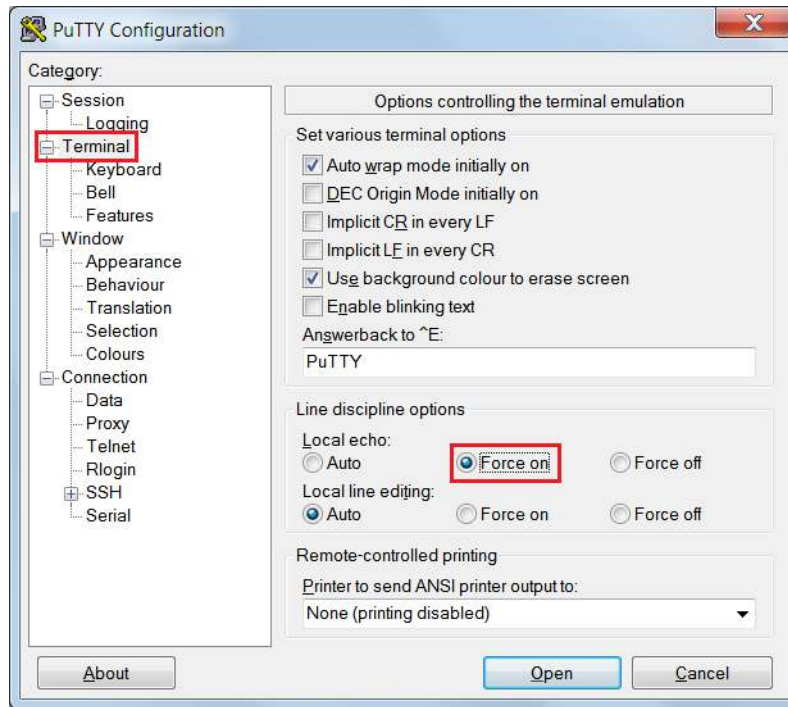 PuTTY Configuration
Category:
Session
Logging
Terminal
Keyboard
Bell
Features
Window
Appearance
Behaviour
Translation
Selection
Colours
Connection
Data
Proxy
Telnet
Rlogin
SSH
Serial
Options controlling the terminal emulation
Set various terminal options
Auto wrap mode initially on
DEC Origin Mode initially on
Implicit CR in every LF
Implicit LF in every CR
Use background colour to erase screen
Enable blinking text
Answerback to ^E:
PuTTY
Line discipline options
Local echo:
Auto Force on Force off
Local line editing:
Auto Force on Force off
Remote-controlled printing
Printer to send ANSI printer output to:
None (printing disabled)
About Open Cancel